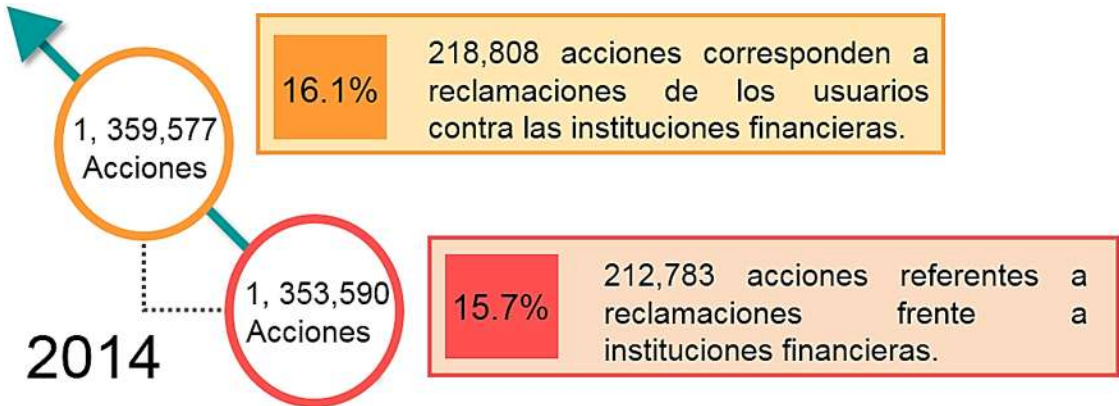 1, 359,577
Acciones
16.1%
218,808 acciones corresponden a
reclamaciones de los usuarios
contra las instituciones financieras.
1, 353,590
Acciones
15.7%
212,783 acciones referentes a
reclamaciones frente a
instituciones financieras.
2014